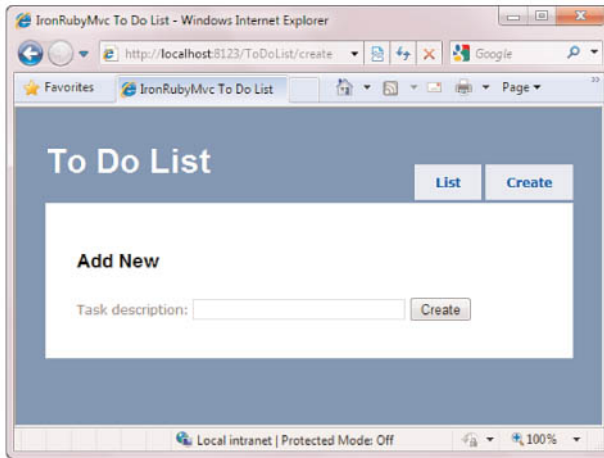 IronRubyMvc To Do List - Windows Internet Explorer
http://localhost:8123/ToDoList/create
Google
Favorites
IronRubyMvc To Do List
Page
To Do List
List
Create
Add New
Task description:
Create
Local intranet | Protected Mode: Off
100%